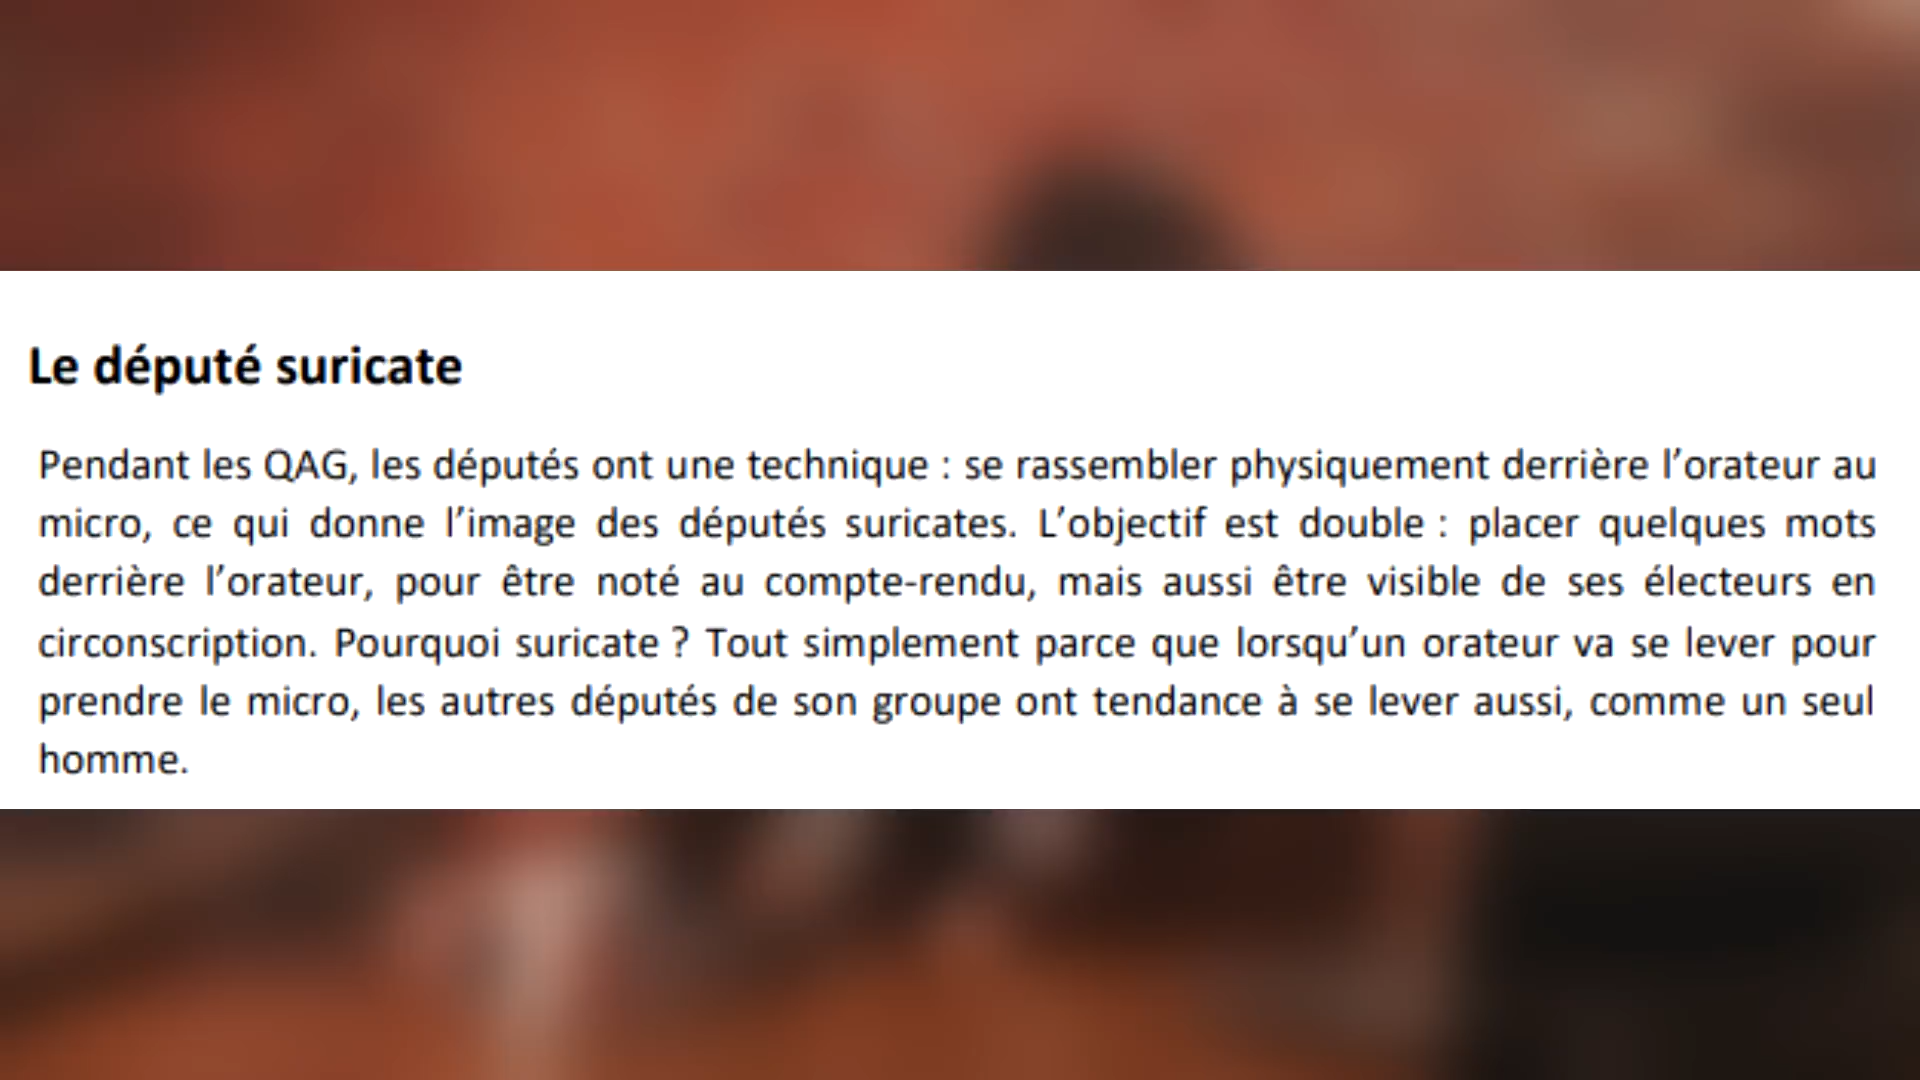 Le député suricate
Pendant les QAG, les députés ont une technique : se rassembler physiquement derrière l’orateur au
micro, ce qui donne l’image des députés suricates. L’objectif est double : placer quelques mots
derrière l’orateur, pour être noté au compte-rendu, mais aussi être visible de ses électeurs en
circonscription. Pourquoi suricate ? Tout simplement parce que lorsqu’un orateur va se lever pour
prendre le micro, les autres députés de son groupe ont tendance à se lever aussi, comme un seul
homme.